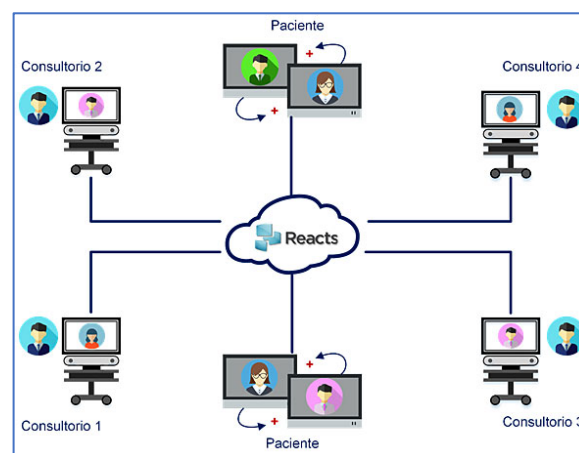 Paciente
Consultorio 2
Consultorio 4
Reacts
Consultorio 1
Consultorio 3
Paciente